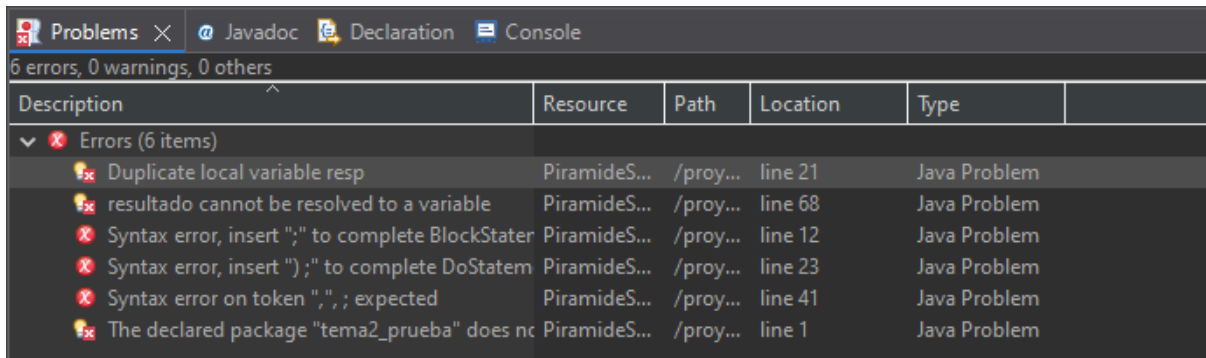 Problems @ Javadoc Declaration Console
6 errors, 0 warnings, 0 others
Description Resource Path Location Type
Errors (6 items)
Duplicate local variable resp PiramideS... /proy... line 21 Java Problem
resultado cannot be resolved to a variable PiramideS... /proy... line 68 Java Problem
Syntax error, insert ";" to complete BlockStatem PiramideS... /proy... line 12 Java Problem
Syntax error, insert ") ;" to complete DoStatem PiramideS... /proy... line 23 Java Problem
Syntax error on token ",", ; expected PiramideS... /proy... line 41 Java Problem
The declared package "tema2_prueba" does no PiramideS... /proy... line 1 Java Problem